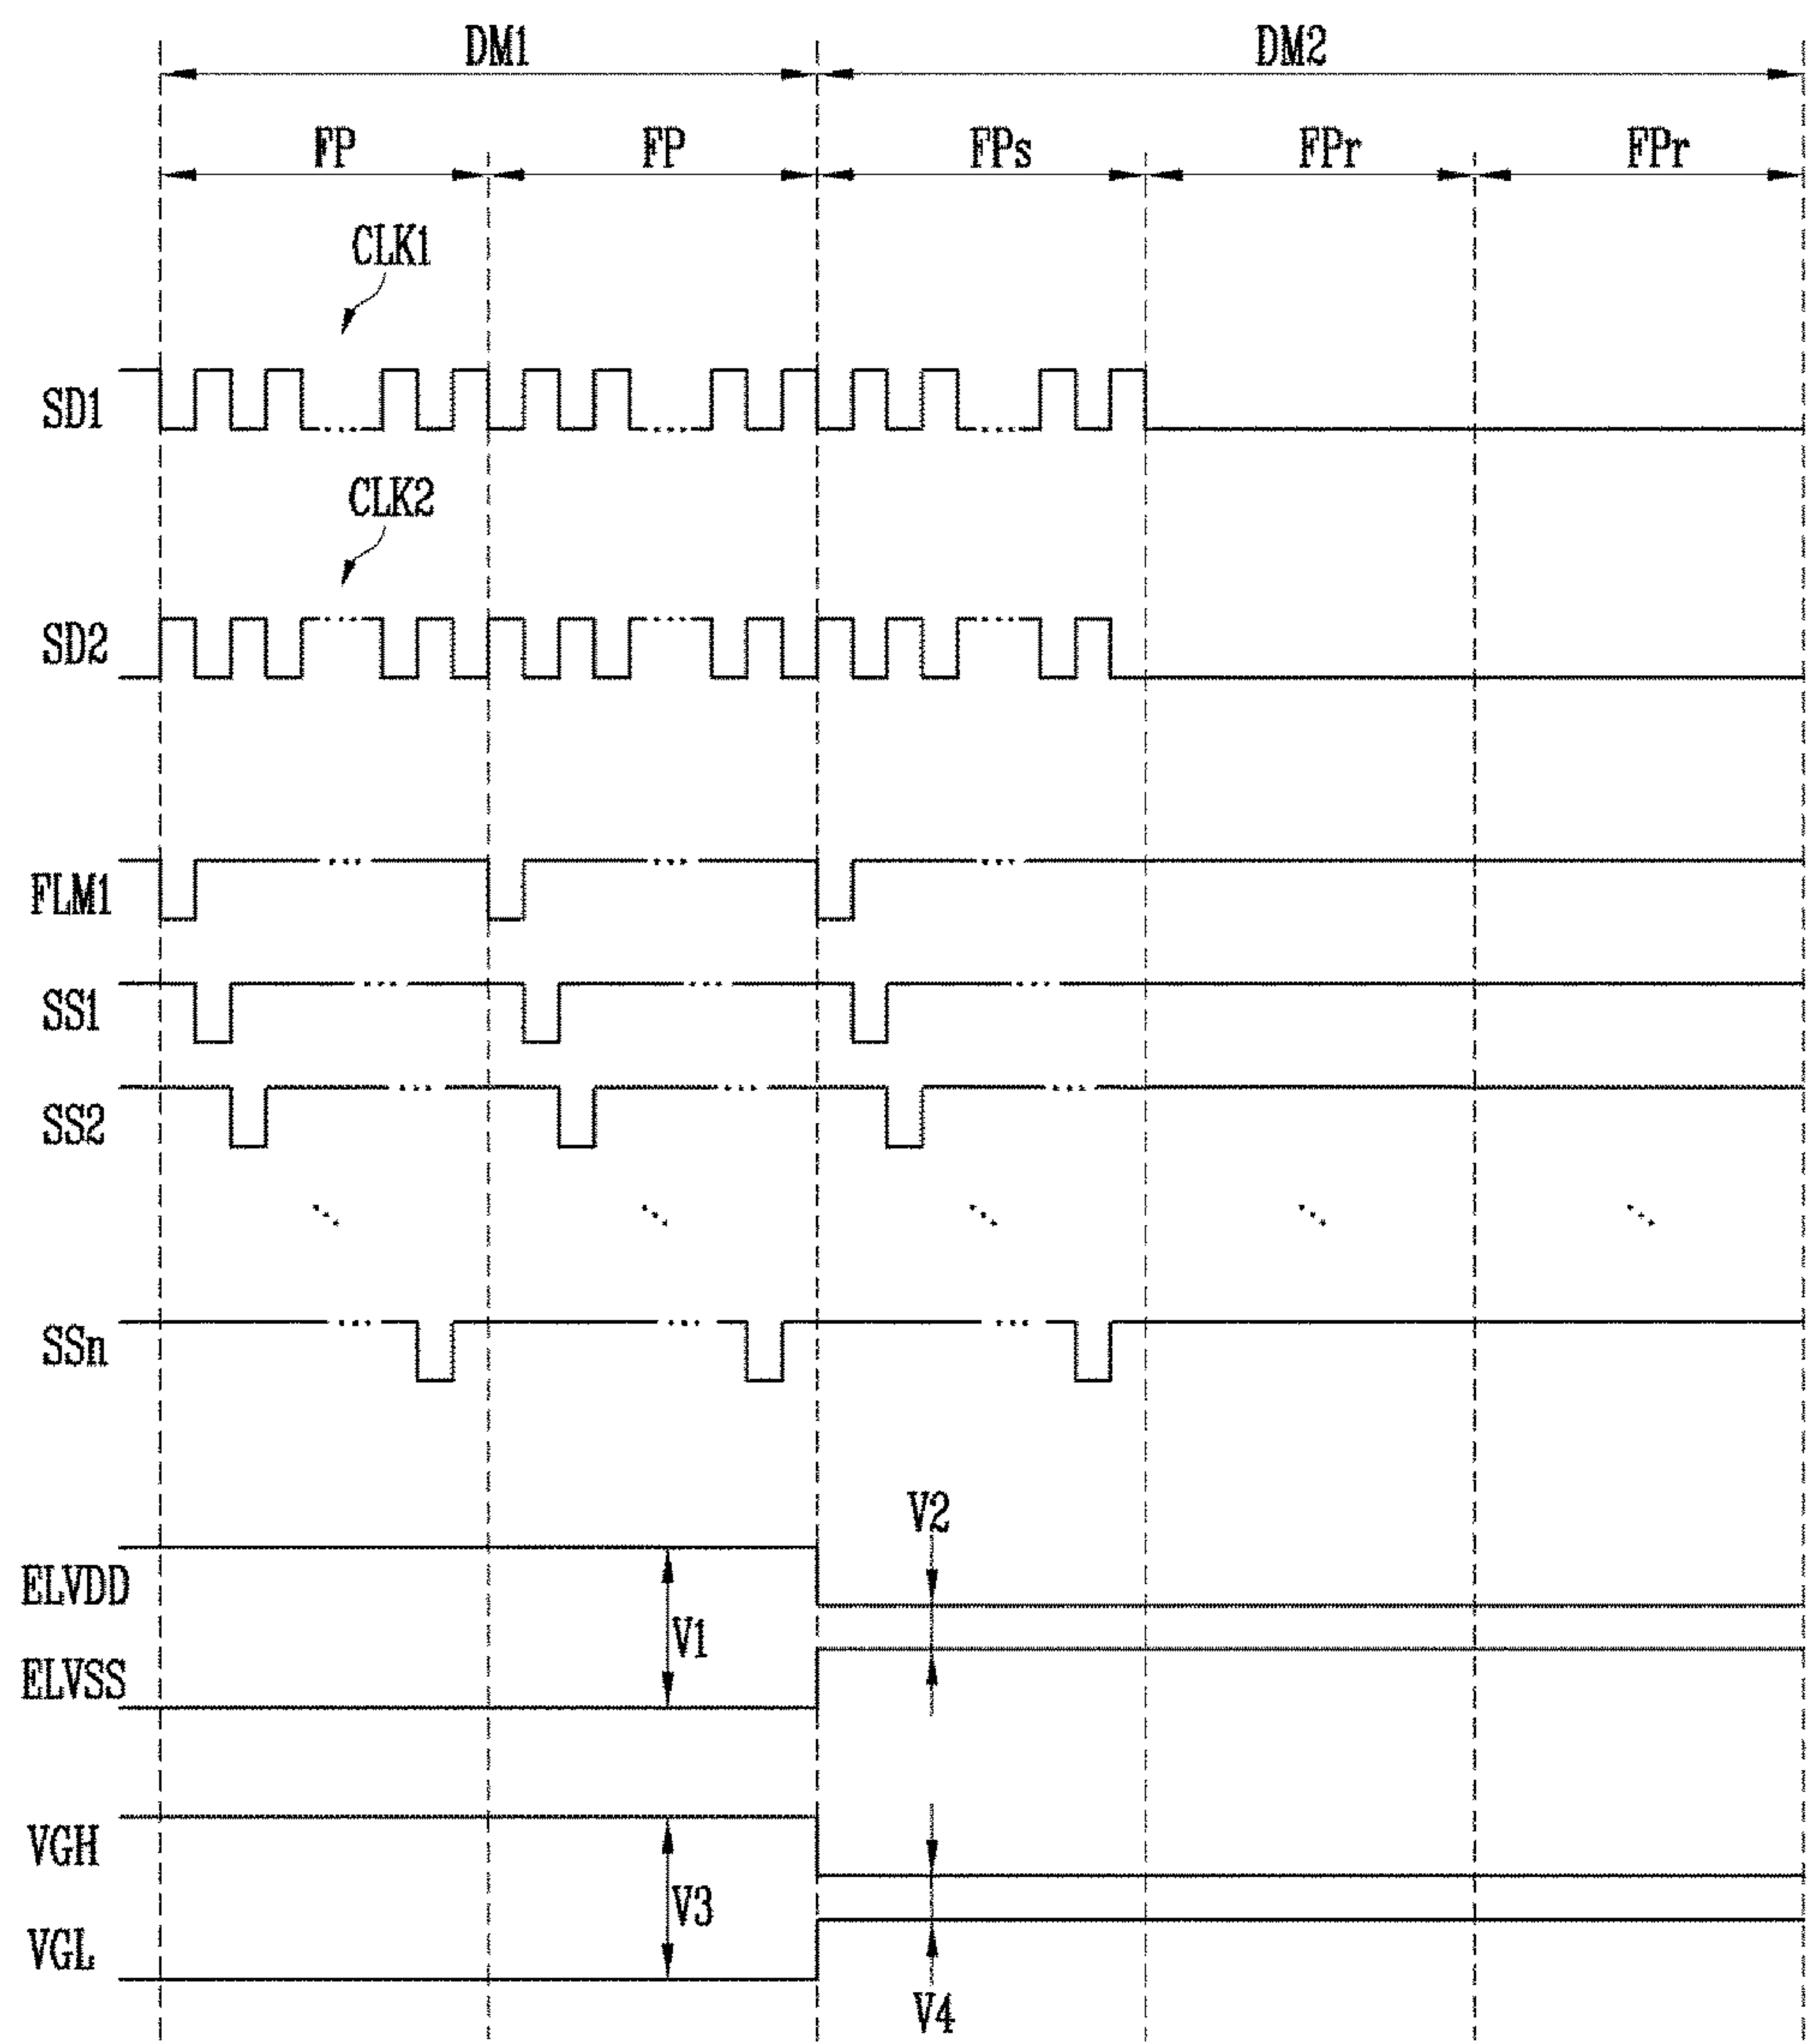 DM1 DM2
FP FP FPs FPr FPr
CLK1
SD1
CLK2
SD2
FLM1
SS1
SS2
SSn
V2
ELVDD
V1
ELVSS
VGH
V3
VGL
V4